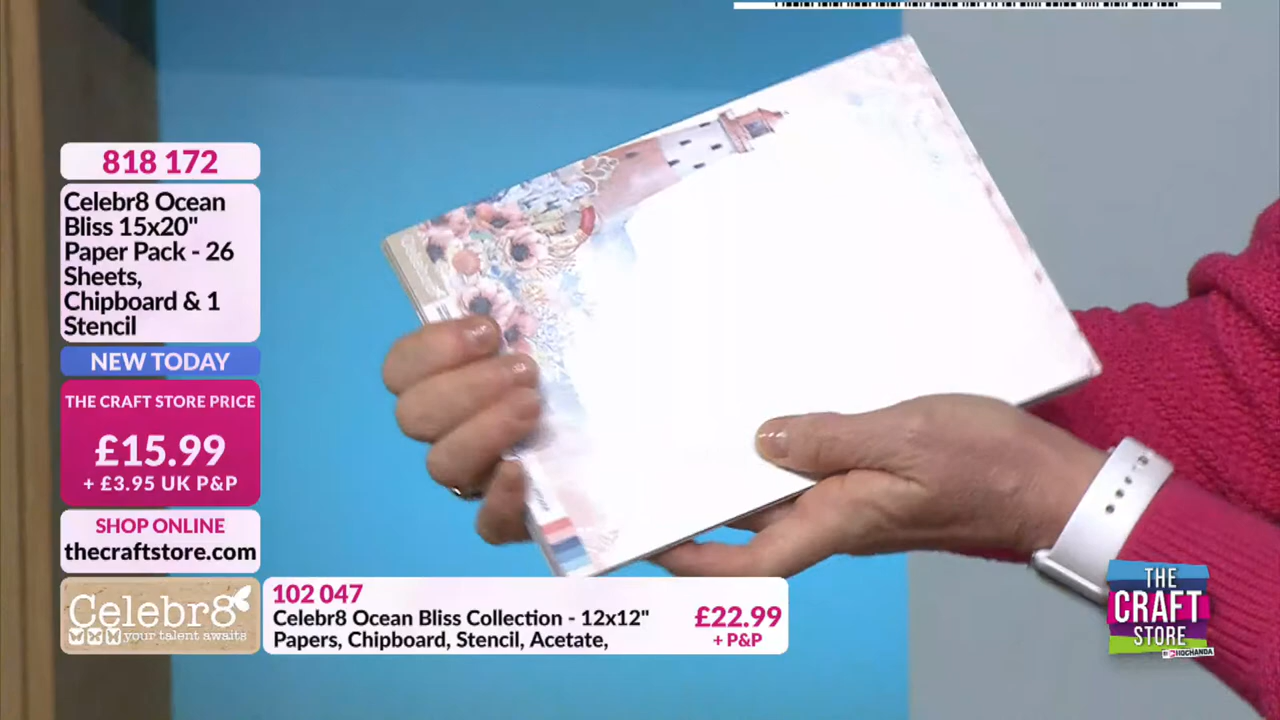 818 172
Celebr8 Ocean
Bliss 15x20"
Paper Pack - 26
Sheets,
Chipboard & 1
Stencil
NEW TODAY
THE CRAFT STORE PRICE
£15.99
+ £3.95 UK P&P
SHOP ONLINE
thecraftstore.com
Celebr8
your talent awaits
102 047
Celebr8 Ocean Bliss Collection - 12x12"
Papers, Chipboard, Stencil, Acetate,
£22.99
+ P&P
THE
CRAFT
STORE
HOCHANDA